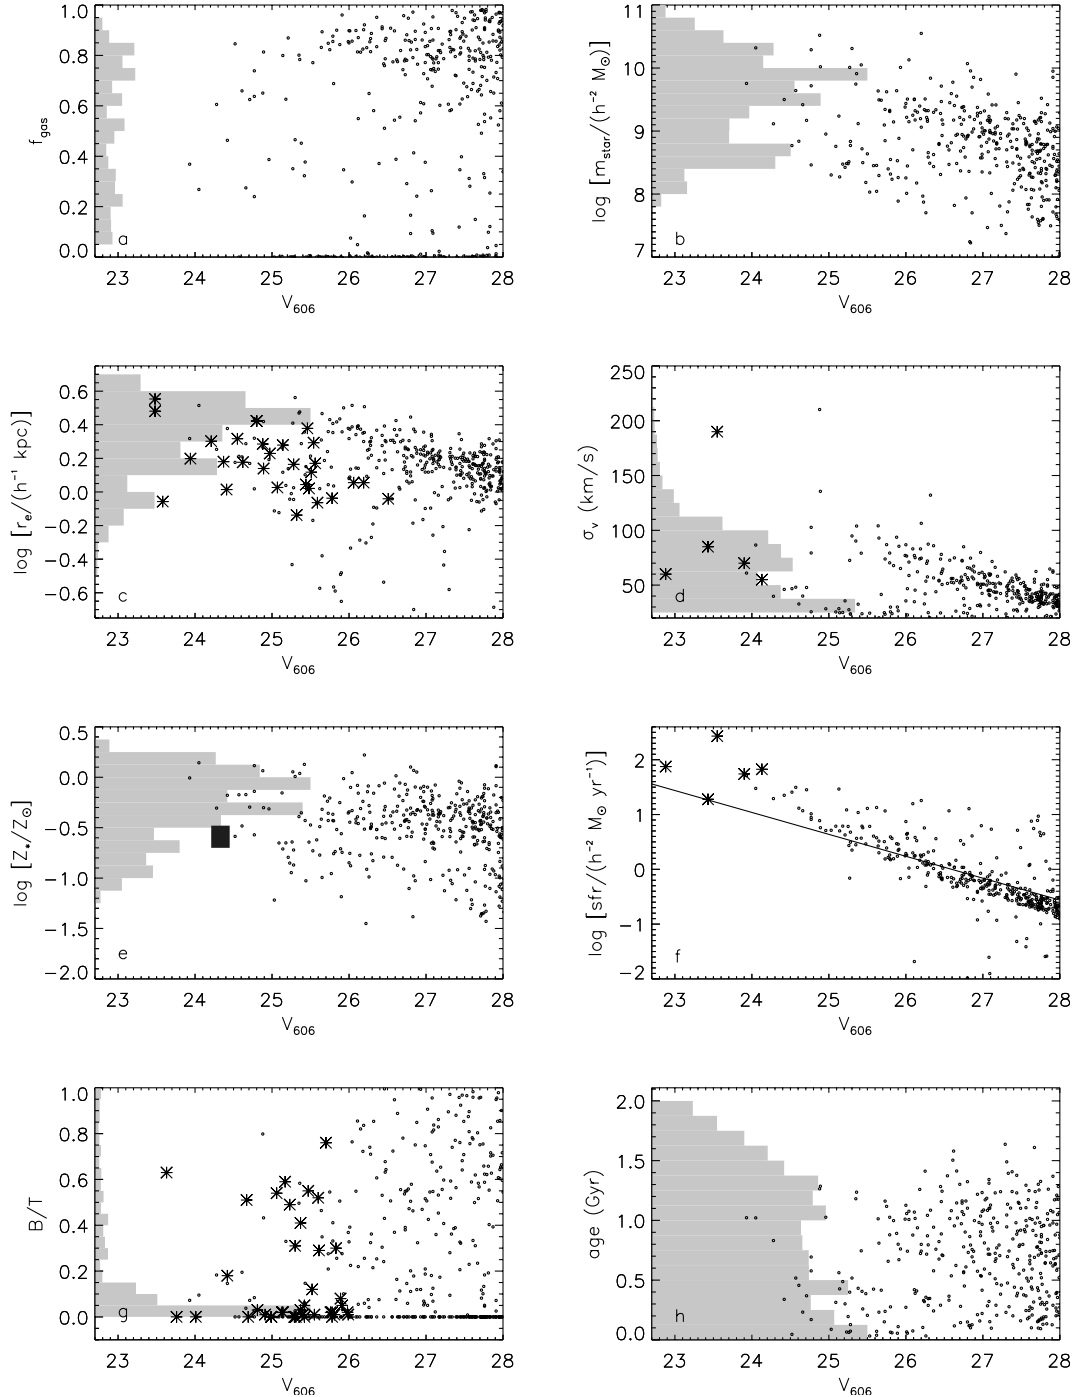 1.0
0.8
0.6
0.4
0.2
0.0
f_gas
a
23 24 25 26 27 28
V_606
11
10
9
8
7
log [m_star/(h^-2 M_⊙)]
b
23 24 25 26 27 28
V_606
0.6
0.4
0.2
0.0
-0.2
-0.4
-0.6
log [r_e/(h^-1 kpc)]
c
23 24 25 26 27 28
V_606
250
200
150
100
50
σ_v (km/s)
d
23 24 25 26 27 28
V_606
0.5
0.0
-0.5
-1.0
-1.5
-2.0
log [Z_*/Z_⊙]
e
23 24 25 26 27 28
V_606
2
1
0
-1
-2
log [sfr/(h^-2 M_⊙ yr^-1)]
f
23 24 25 26 27 28
V_606
1.0
0.8
0.6
0.4
0.2
0.0
B/T
g
23 24 25 26 27 28
V_606
2.0
1.5
1.0
0.5
0.0
age (Gyr)
h
23 24 25 26 27 28
V_606